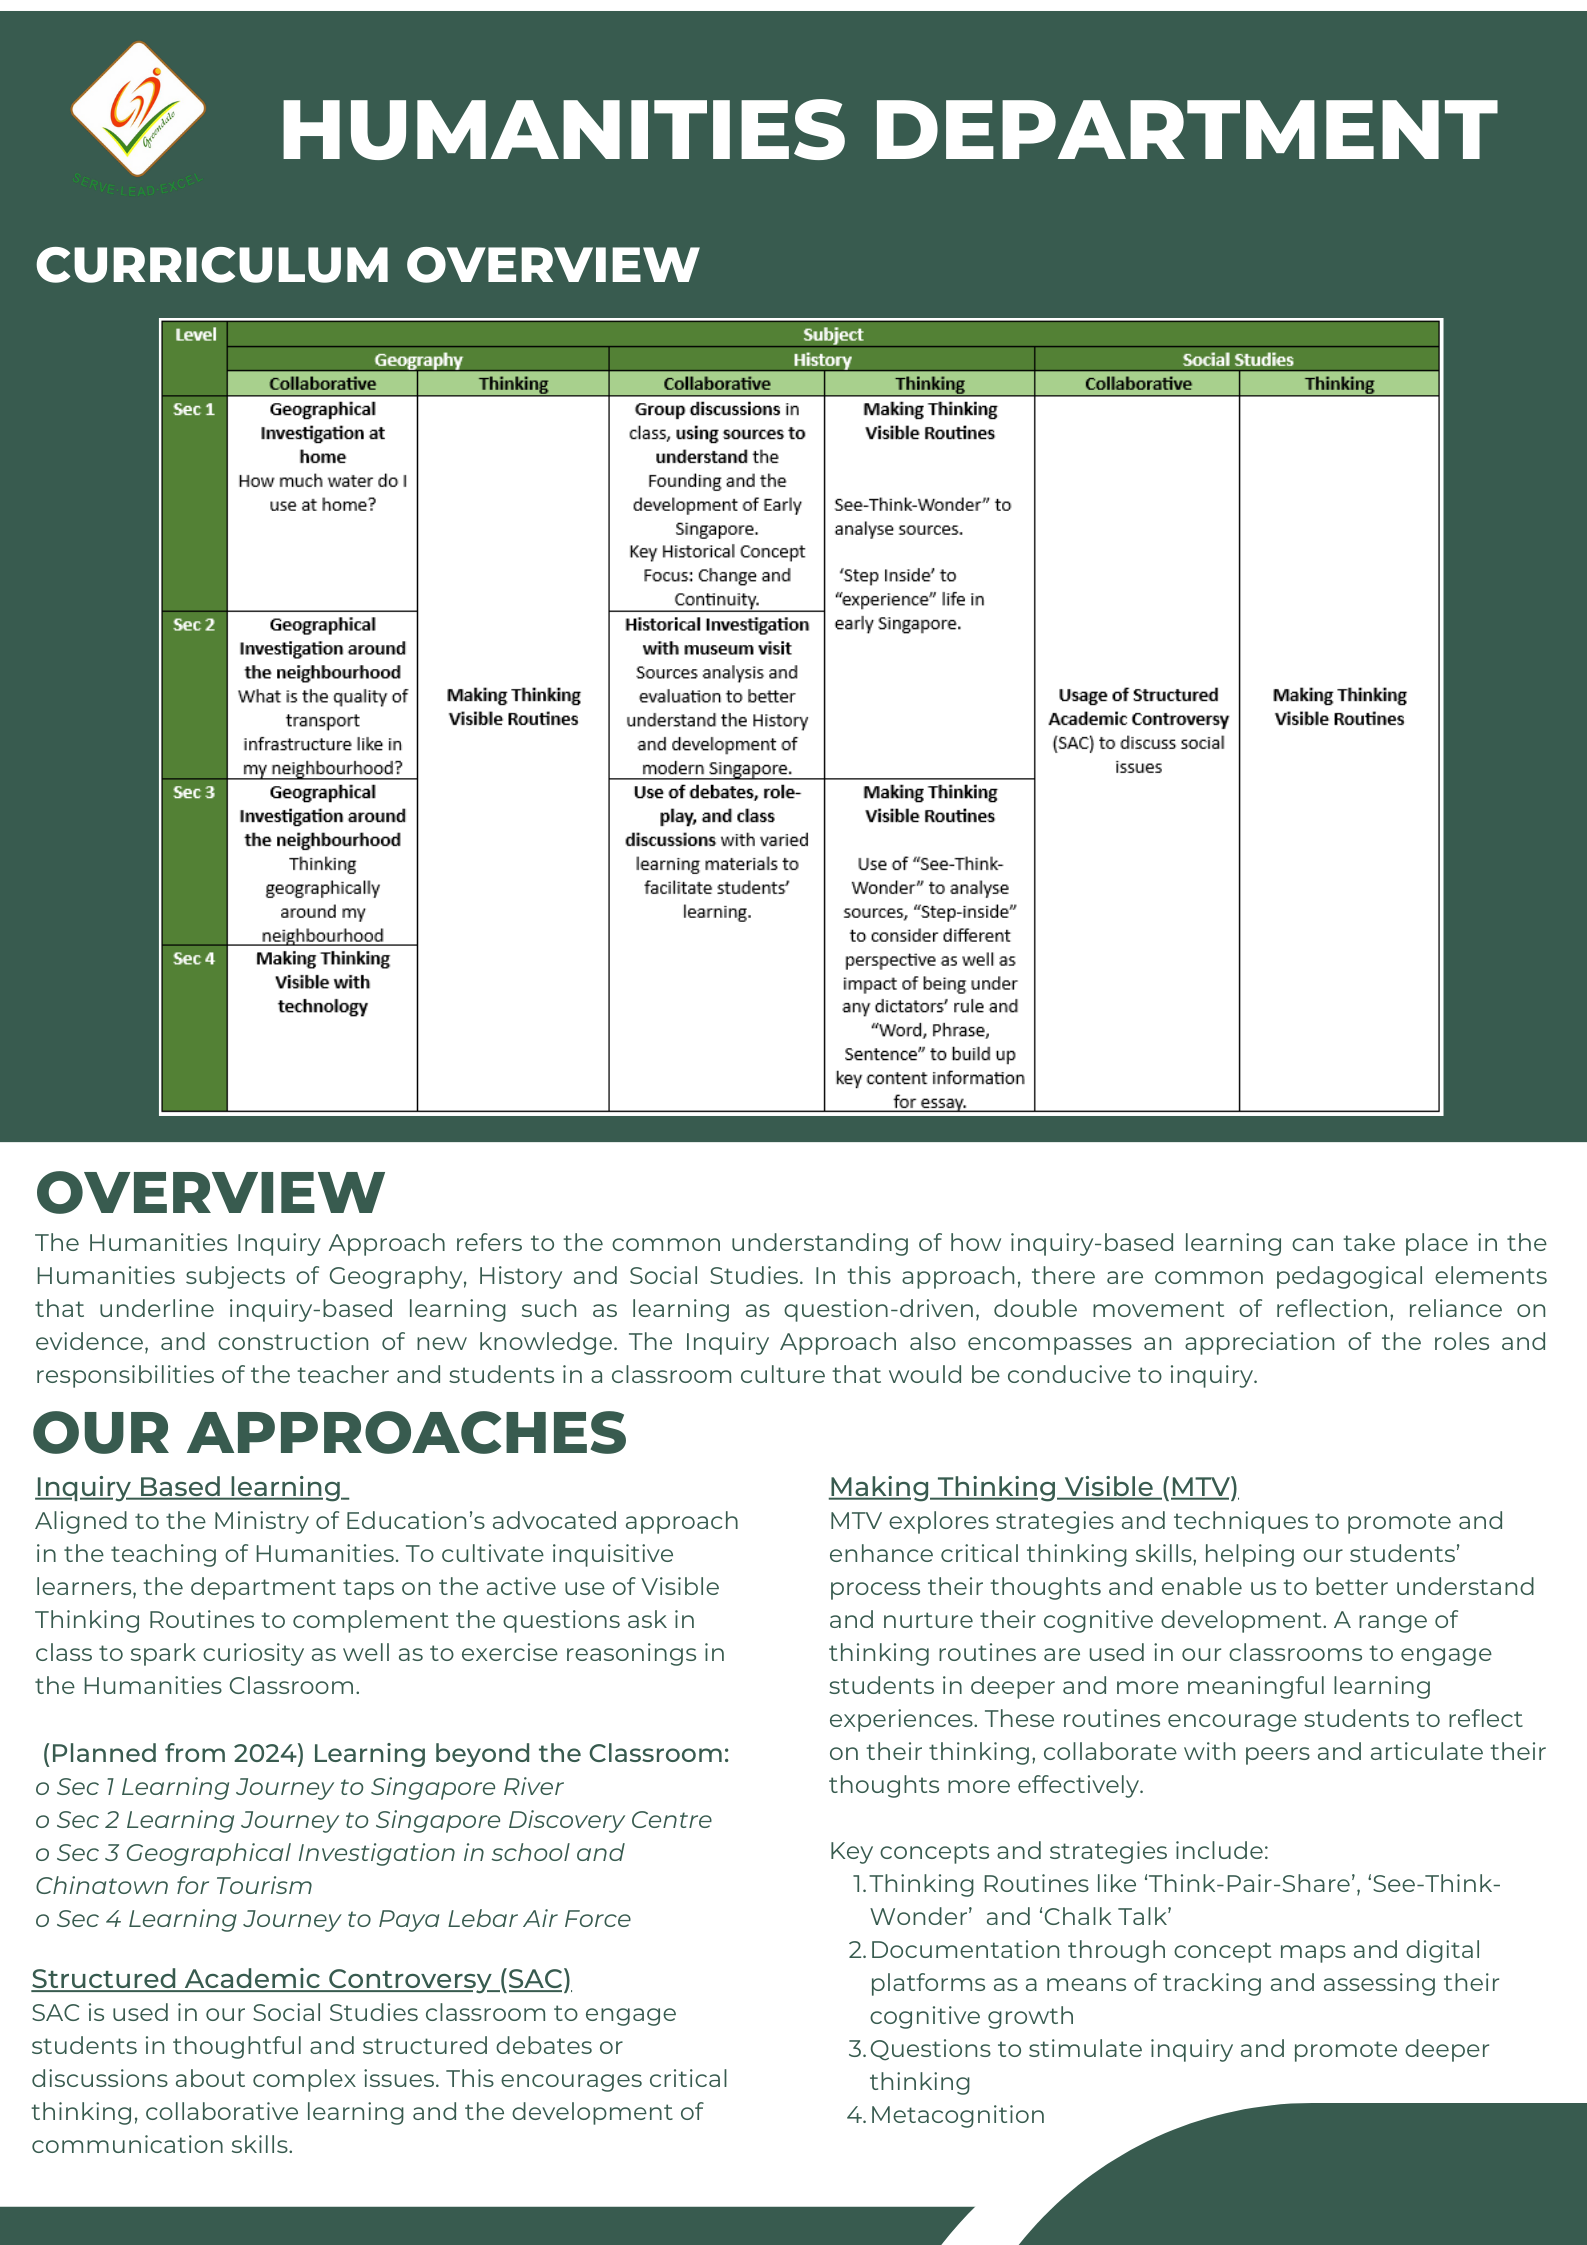 Greendale
SERVE·LEAD·EXCEL
HUMANITIES DEPARTMENT
CURRICULUM OVERVIEW
Level
Subject
Geography
History
Social Studies
Collaborative
Thinking
Collaborative
Thinking
Collaborative
Thinking
Sec 1
Geographical
Investigation at
home
How much water do I
use at home?
Group discussions in
class, using sources to
understand the
Founding and the
development of Early
Singapore.
Key Historical Concept
Focus: Change and
Continuity.
Making Thinking
Visible Routines
See-Think-Wonder” to
analyse sources.
‘Step Inside’ to
“experience” life in
early Singapore.
Sec 2
Geographical
Investigation around
the neighbourhood
What is the quality of
transport
infrastructure like in
my neighbourhood?
Making Thinking
Visible Routines
Historical Investigation
with museum visit
Sources analysis and
evaluation to better
understand the History
and development of
modern Singapore.
Usage of Structured
Academic Controversy
(SAC) to discuss social
issues
Making Thinking
Visible Routines
Sec 3
Geographical
Investigation around
the neighbourhood
Thinking
geographically
around my
neighbourhood
Use of debates, role-
play, and class
discussions with varied
learning materials to
facilitate students’
learning.
Making Thinking
Visible Routines
Use of “See-Think-
Wonder” to analyse
sources, “Step-inside”
to consider different
perspective as well as
impact of being under
any dictators’ rule and
“Word, Phrase,
Sentence” to build up
key content information
for essay.
Sec 4
Making Thinking
Visible with
technology
OVERVIEW
The Humanities Inquiry Approach refers to the common understanding of how inquiry-based learning can take place in the
Humanities subjects of Geography, History and Social Studies. In this approach, there are common pedagogical elements
that underline inquiry-based learning such as learning as question-driven, double movement of reflection, reliance on
evidence, and construction of new knowledge. The Inquiry Approach also encompasses an appreciation of the roles and
responsibilities of the teacher and students in a classroom culture that would be conducive to inquiry.
OUR APPROACHES
Inquiry Based learning
Aligned to the Ministry of Education’s advocated approach
in the teaching of Humanities. To cultivate inquisitive
learners, the department taps on the active use of Visible
Thinking Routines to complement the questions ask in
class to spark curiosity as well as to exercise reasonings in
the Humanities Classroom.
(Planned from 2024) Learning beyond the Classroom:
o Sec 1 Learning Journey to Singapore River
o Sec 2 Learning Journey to Singapore Discovery Centre
o Sec 3 Geographical Investigation in school and
Chinatown for Tourism
o Sec 4 Learning Journey to Paya Lebar Air Force
Structured Academic Controversy (SAC)
SAC is used in our Social Studies classroom to engage
students in thoughtful and structured debates or
discussions about complex issues. This encourages critical
thinking, collaborative learning and the development of
communication skills.
Making Thinking Visible (MTV)
MTV explores strategies and techniques to promote and
enhance critical thinking skills, helping our students’
process their thoughts and enable us to better understand
and nurture their cognitive development. A range of
thinking routines are used in our classrooms to engage
students in deeper and more meaningful learning
experiences. These routines encourage students to reflect
on their thinking, collaborate with peers and articulate their
thoughts more effectively.
Key concepts and strategies include:
1. Thinking Routines like ‘Think-Pair-Share’, ‘See-Think-
Wonder’ and ‘Chalk Talk’
2. Documentation through concept maps and digital
platforms as a means of tracking and assessing their
cognitive growth
3. Questions to stimulate inquiry and promote deeper
thinking
4. Metacognition